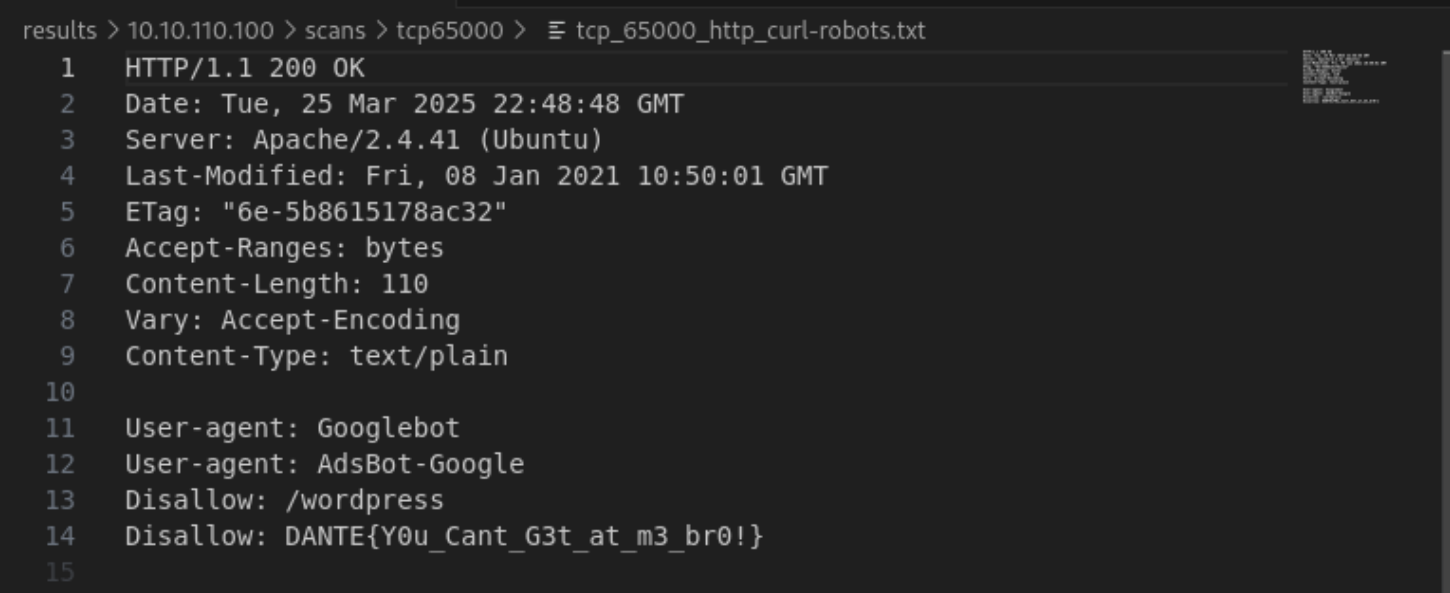 results > 10.10.110.100 > scans > tcp65000 > tcp_65000_http_curl-robots.txt
1 HTTP/1.1 200 OK
2 Date: Tue, 25 Mar 2025 22:48:48 GMT
3 Server: Apache/2.4.41 (Ubuntu)
4 Last-Modified: Fri, 08 Jan 2021 10:50:01 GMT
5 ETag: "6e-5b8615178ac32"
6 Accept-Ranges: bytes
7 Content-Length: 110
8 Vary: Accept-Encoding
9 Content-Type: text/plain
10
11 User-agent: Googlebot
12 User-agent: AdsBot-Google
13 Disallow: /wordpress
14 Disallow: DANTE{Y0u_Cant_G3t_at_m3_br0!}
15